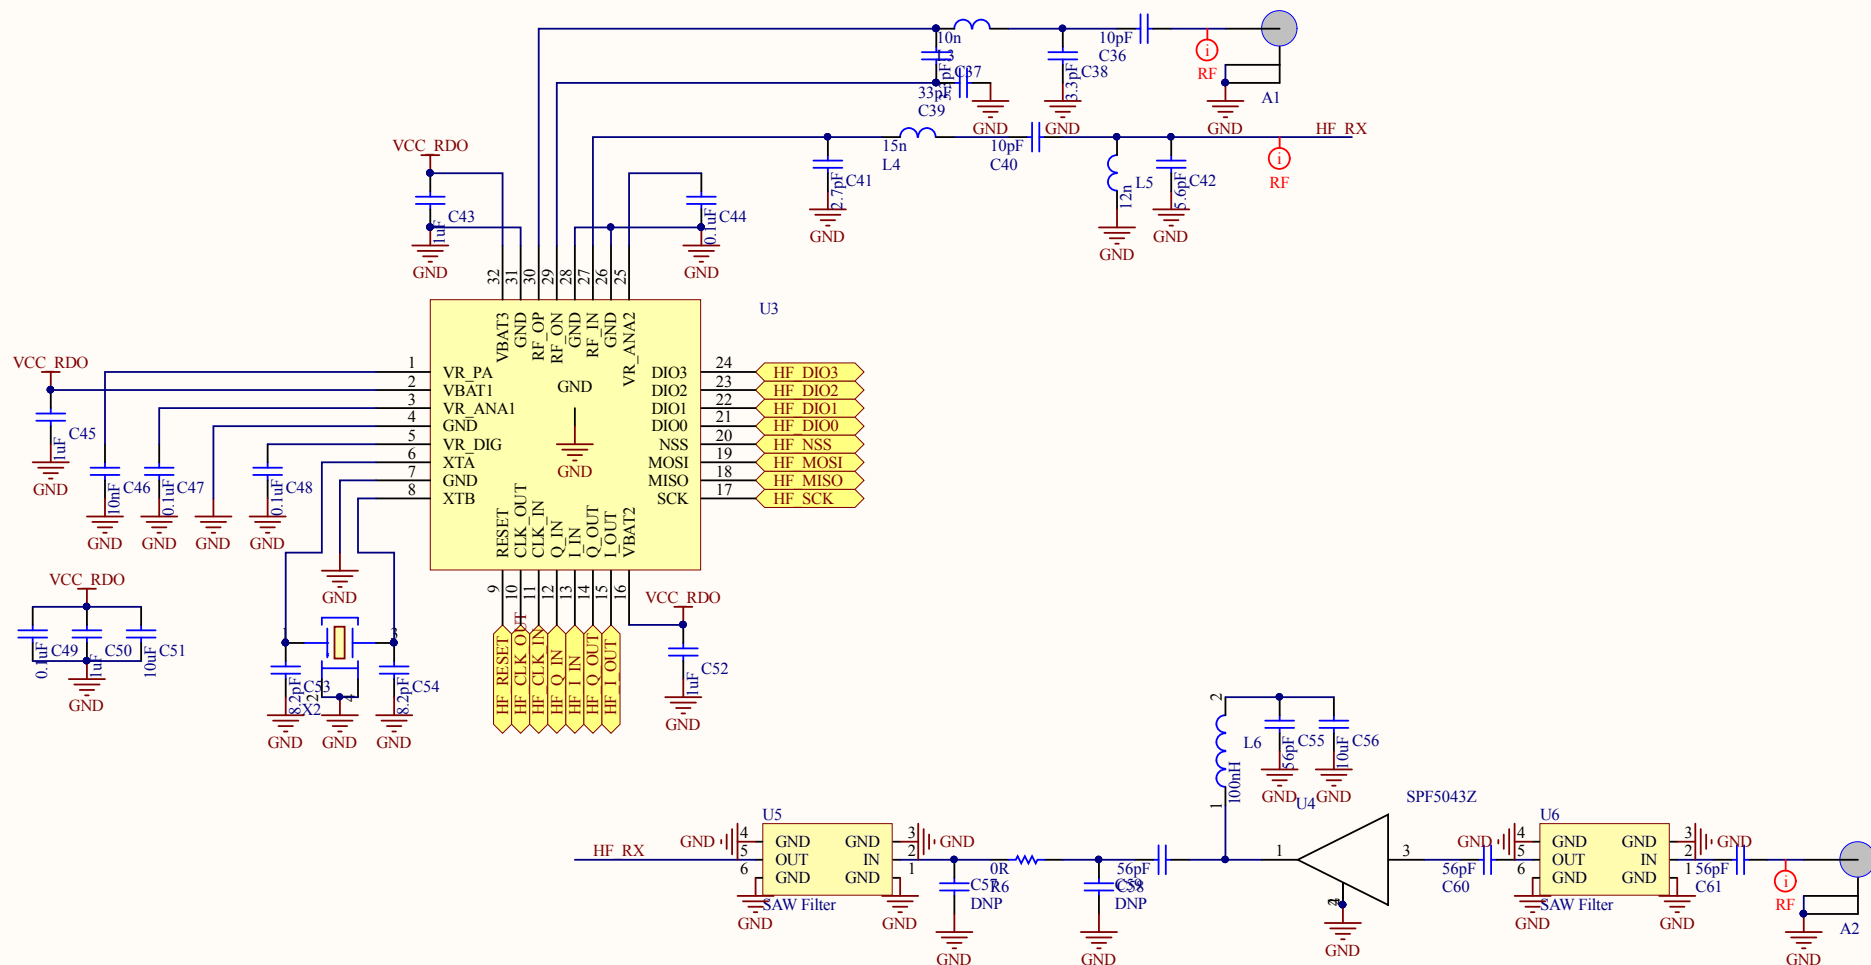 10n
L3
C37
33pF
C39
GND
3.3pF
C38
GND
10pF
C36
RF
GND
A1
HF_RX
RF
15n
L4
10pF
C40
2.7pF
C41
GND
L5
12n
GND
5.6pF
C42
GND
VCC_RDO
C43
1uF
GND
C44
0.1uF
GND
32
31
30
29
28
27
26
25
U3
VBAT3
GND
RF_OP
RF_ON
GND
RF_IN
GND
VR_ANA2
GND
GND
1
VR_PA
2
VBAT1
3
VR_ANA1
4
GND
5
VR_DIG
6
XTA
7
GND
8
XTB
DIO3
24
HF_DIO3
DIO2
23
HF_DIO2
DIO1
22
HF_DIO1
DIO0
21
HF_DIO0
NSS
20
HF_NSS
MOSI
19
HF_MOSI
MISO
18
HF_MISO
SCK
17
HF_SCK
RESET
CLK_OUT
CLK_IN
Q_IN
I_IN
Q_OUT
I_OUT
VBAT2
9
10
11
12
13
14
15
16
HF_RESET
HF_CLK_OUT
HF_CLK_IN
HF_Q_IN
HF_I_IN
HF_Q_OUT
HF_I_OUT
VCC_RDO
C52
1uF
GND
VCC_RDO
C45
1uF
GND
C46
10nF
GND
C47
0.1uF
GND
GND
C48
0.1uF
GND
VCC_RDO
C49
0.1uF
C50
1uF
C51
10uF
GND
GND
1
3
C53
8.2pF
GND
2
X2
4
GND
C54
8.2pF
GND
2
L6
100nH
1
C55
56pF
GND
C56
10uF
GND
U4
SPF5043Z
1
3
GND
HF_RX
U5
GND
4
GND
GND
3
GND
5
OUT
IN
2
6
GND
GND
1
SAW Filter
GND
GND
0R
R6
C57
DNP
GND
C58
DNP
GND
56pF
C59
56pF
C60
U6
GND
4
GND
GND
3
GND
5
OUT
IN
2
6
GND
GND
1
SAW Filter
GND
GND
56pF
C61
RF
GND
A2